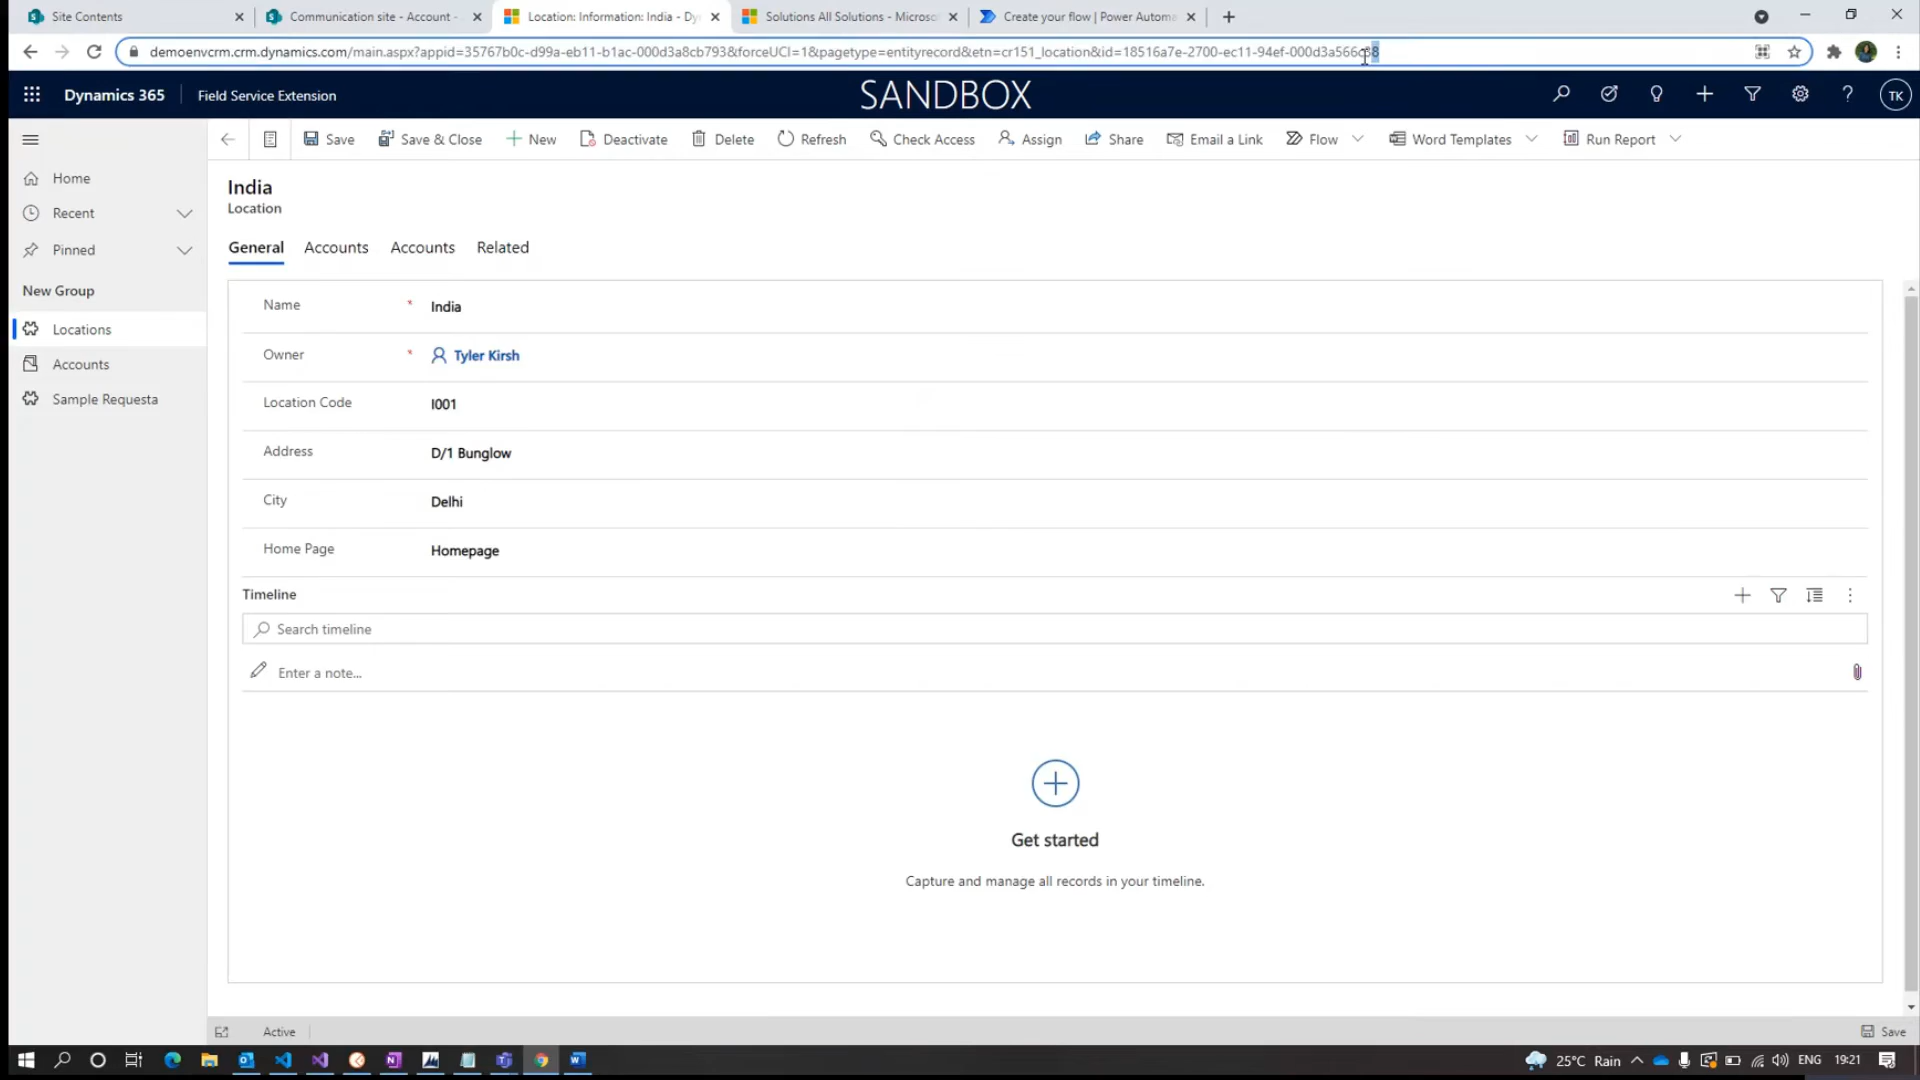 Site Contents
Communication site - Account -
Location: Information: India - Dy
Solutions All Solutions - Microso
Create your flow | Power Automa
demoenvcrm.crm.dynamics.com/main.aspx?appid=35767b0c-d99a-eb11-b1ac-000d3a8cb793&forceUCI=1&pagetype=entityrecord&etn=cr151_location&id=18516a7e-2700-ec11-94ef-000d3a566
Dynamics 365
Field Service Extension
SANDBOX
TK
Save
Save & Close
New
Deactivate
Delete
Refresh
Check Access
Assign
Share
Email a Link
Flow
Word Templates
Run Report
Home
Recent
Pinned
New Group
Locations
Accounts
Sample Requesta
India
Location
General
Accounts
Accounts
Related
Name * India
Owner * Tyler Kirsh
Location Code I001
Address D/1 Bunglow
City Delhi
Home Page Homepage
Timeline
Search timeline
Enter a note...
Get started
Capture and manage all records in your timeline.
Active
Save
25°C Rain
ENG
19:21